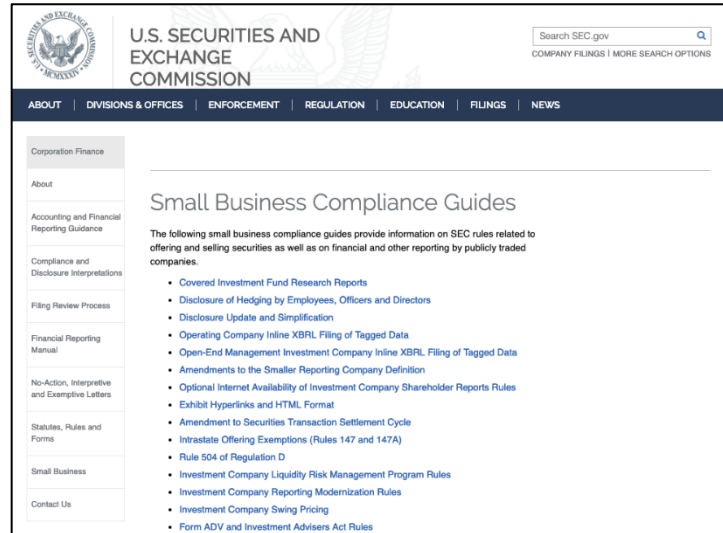 U.S. SECURITIES AND
EXCHANGE
COMMISSION
Search SEC.gov
COMPANY FILINGS | MORE SEARCH OPTIONS
ABOUT | DIVISIONS & OFFICES | ENFORCEMENT | REGULATION | EDUCATION | FILINGS | NEWS
Corporation Finance
About
Accounting and Financial
Reporting Guidance
Compliance and
Disclosure Interpretations
Filing Review Process
Financial Reporting
Manual
No-Action, Interpretive
and Exemptive Letters
Statutes, Rules and
Forms
Small Business
Contact Us
Small Business Compliance Guides
The following small business compliance guides provide information on SEC rules related to
offering and selling securities as well as on financial and other reporting by publicly traded
companies.
• Covered Investment Fund Research Reports
• Disclosure of Hedging by Employees, Officers and Directors
• Disclosure Update and Simplification
• Operating Company Inline XBRL Filing of Tagged Data
• Open-End Management Investment Company Inline XBRL Filing of Tagged Data
• Amendments to the Smaller Reporting Company Definition
• Optional Internet Availability of Investment Company Shareholder Reports Rules
• Exhibit Hyperlinks and HTML Format
• Amendment to Securities Transaction Settlement Cycle
• Intrastate Offering Exemptions (Rules 147 and 147A)
• Rule 504 of Regulation D
• Investment Company Liquidity Risk Management Program Rules
• Investment Company Reporting Modernization Rules
• Investment Company Swing Pricing
• Form ADV and Investment Advisers Act Rules